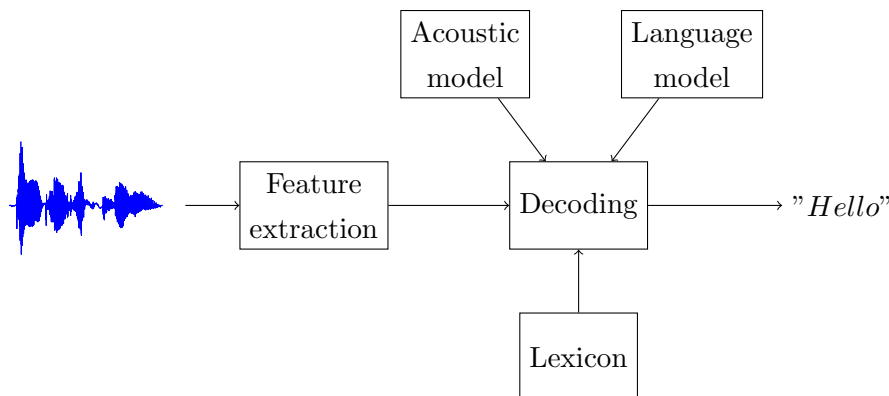 Acoustic
model
Language
model
Feature
extraction
Decoding
"Hello"
Lexicon